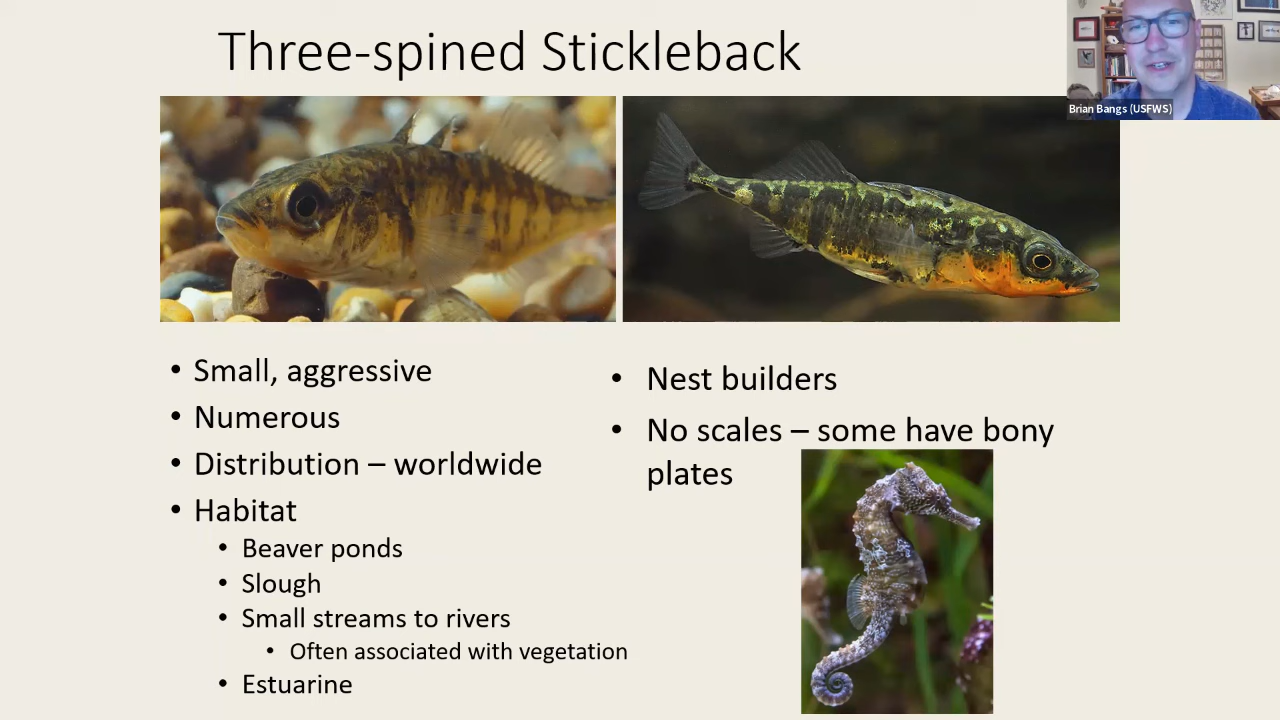 Three-spined Stickleback
Brian Bangs (USFWS)
• Small, aggressive
• Numerous
• Distribution – worldwide
• Habitat
• Beaver ponds
• Slough
• Small streams to rivers
• Often associated with vegetation
• Estuarine
• Nest builders
• No scales – some have bony
plates